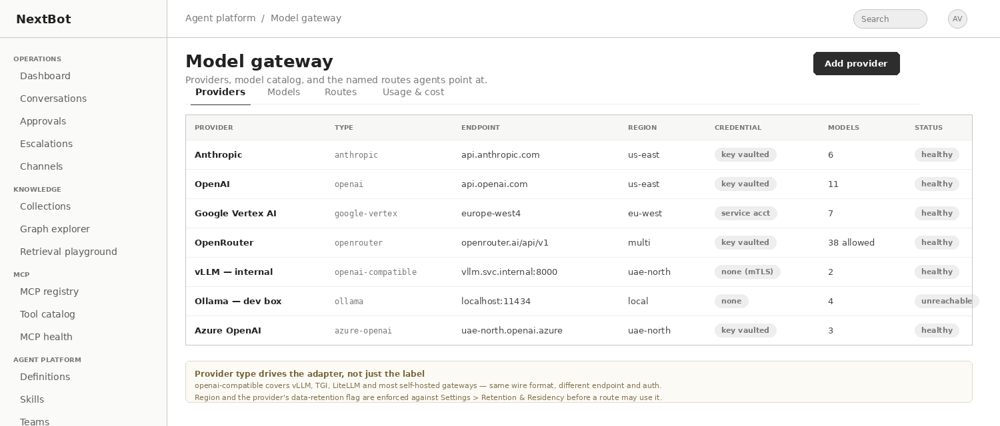 NextBot
Agent platform / Model gateway
Search
AV
OPERATIONS
Dashboard
Conversations
Approvals
Escalations
Channels
KNOWLEDGE
Collections
Graph explorer
Retrieval playground
MCP
MCP registry
Tool catalog
MCP health
AGENT PLATFORM
Definitions
Skills
Teams
Model gateway
Add provider
Providers, model catalog, and the named routes agents point at.
Providers Models Routes Usage & cost
PROVIDER TYPE ENDPOINT REGION CREDENTIAL MODELS STATUS
Anthropic anthropic api.anthropic.com us-east key vaulted 6 healthy
OpenAI openai api.openai.com us-east key vaulted 11 healthy
Google Vertex AI google-vertex europe-west4 eu-west service acct 7 healthy
OpenRouter openrouter openrouter.ai/api/v1 multi key vaulted 38 allowed healthy
vLLM — internal openai-compatible vllm.svc.internal:8000 uae-north none (mTLS) 2 healthy
Ollama — dev box ollama localhost:11434 local none 4 unreachable
Azure OpenAI azure-openai uae-north.openai.azure uae-north key vaulted 3 healthy
Provider type drives the adapter, not just the label
openai-compatible covers vLLM, TGI, LiteLLM and most self-hosted gateways — same wire format, different endpoint and auth.
Region and the provider's data-retention flag are enforced against Settings > Retention & Residency before a route may use it.